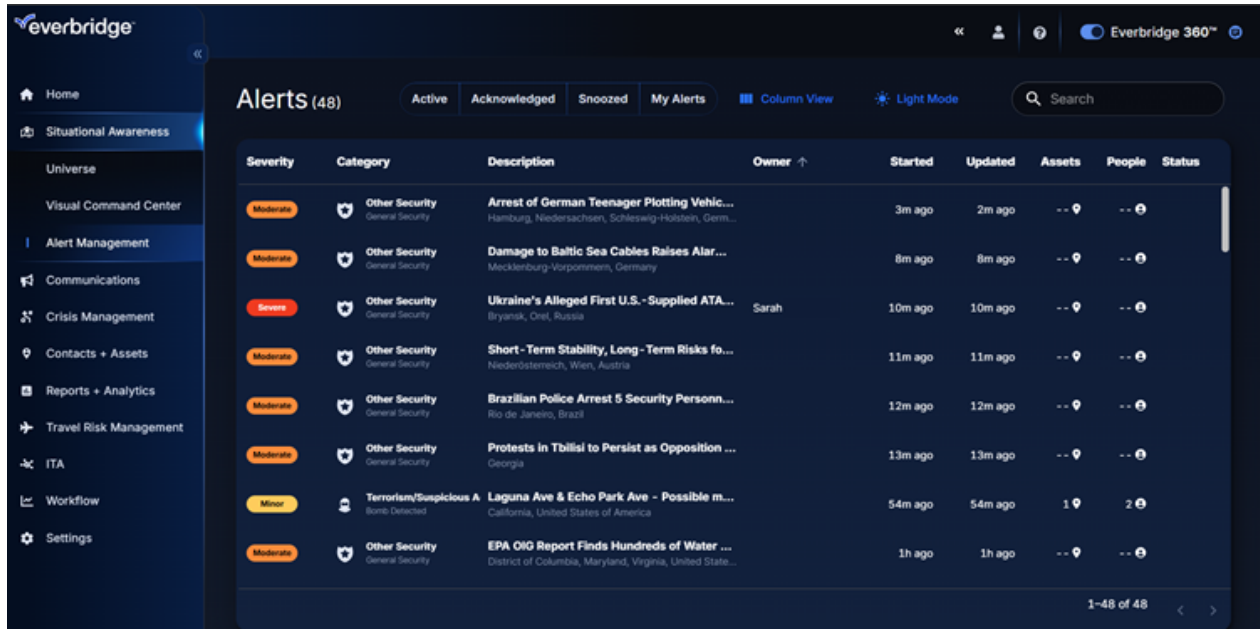 everbridge
«
« Everbridge 360™
Home
Situational Awareness
Universe
Visual Command Center
Alert Management
Communications
Crisis Management
Contacts + Assets
Reports + Analytics
Travel Risk Management
ITA
Workflow
Settings
Alerts (48) Active Acknowledged Snoozed My Alerts Column View Light Mode Search
Severity Category Description Owner ↑ Started Updated Assets People Status
Moderate Other Security Arrest of German Teenager Plotting Vehic... 3m ago 2m ago -- --
General Security Hamburg, Niedersachsen, Schleswig-Holstein, Germ...
Moderate Other Security Damage to Baltic Sea Cables Raises Alar... 8m ago 8m ago -- --
General Security Mecklenburg-Vorpommern, Germany
Severe Other Security Ukraine's Alleged First U.S.-Supplied ATA... Sarah 10m ago 10m ago -- --
General Security Bryansk, Orel, Russia
Moderate Other Security Short-Term Stability, Long-Term Risks fo... 11m ago 11m ago -- --
General Security Niederösterreich, Wien, Austria
Moderate Other Security Brazilian Police Arrest 5 Security Personn... 12m ago 12m ago -- --
General Security Rio de Janeiro, Brazil
Moderate Other Security Protests in Tbilisi to Persist as Opposition ... 13m ago 13m ago -- --
General Security Georgia
Minor Terrorism/Suspicious A Laguna Ave & Echo Park Ave - Possible m... 54m ago 54m ago 1 2
Bomb Detected California, United States of America
Moderate Other Security EPA OIG Report Finds Hundreds of Water ... 1h ago 1h ago -- --
General Security District of Columbia, Maryland, Virginia, United State...
1–48 of 48 < >